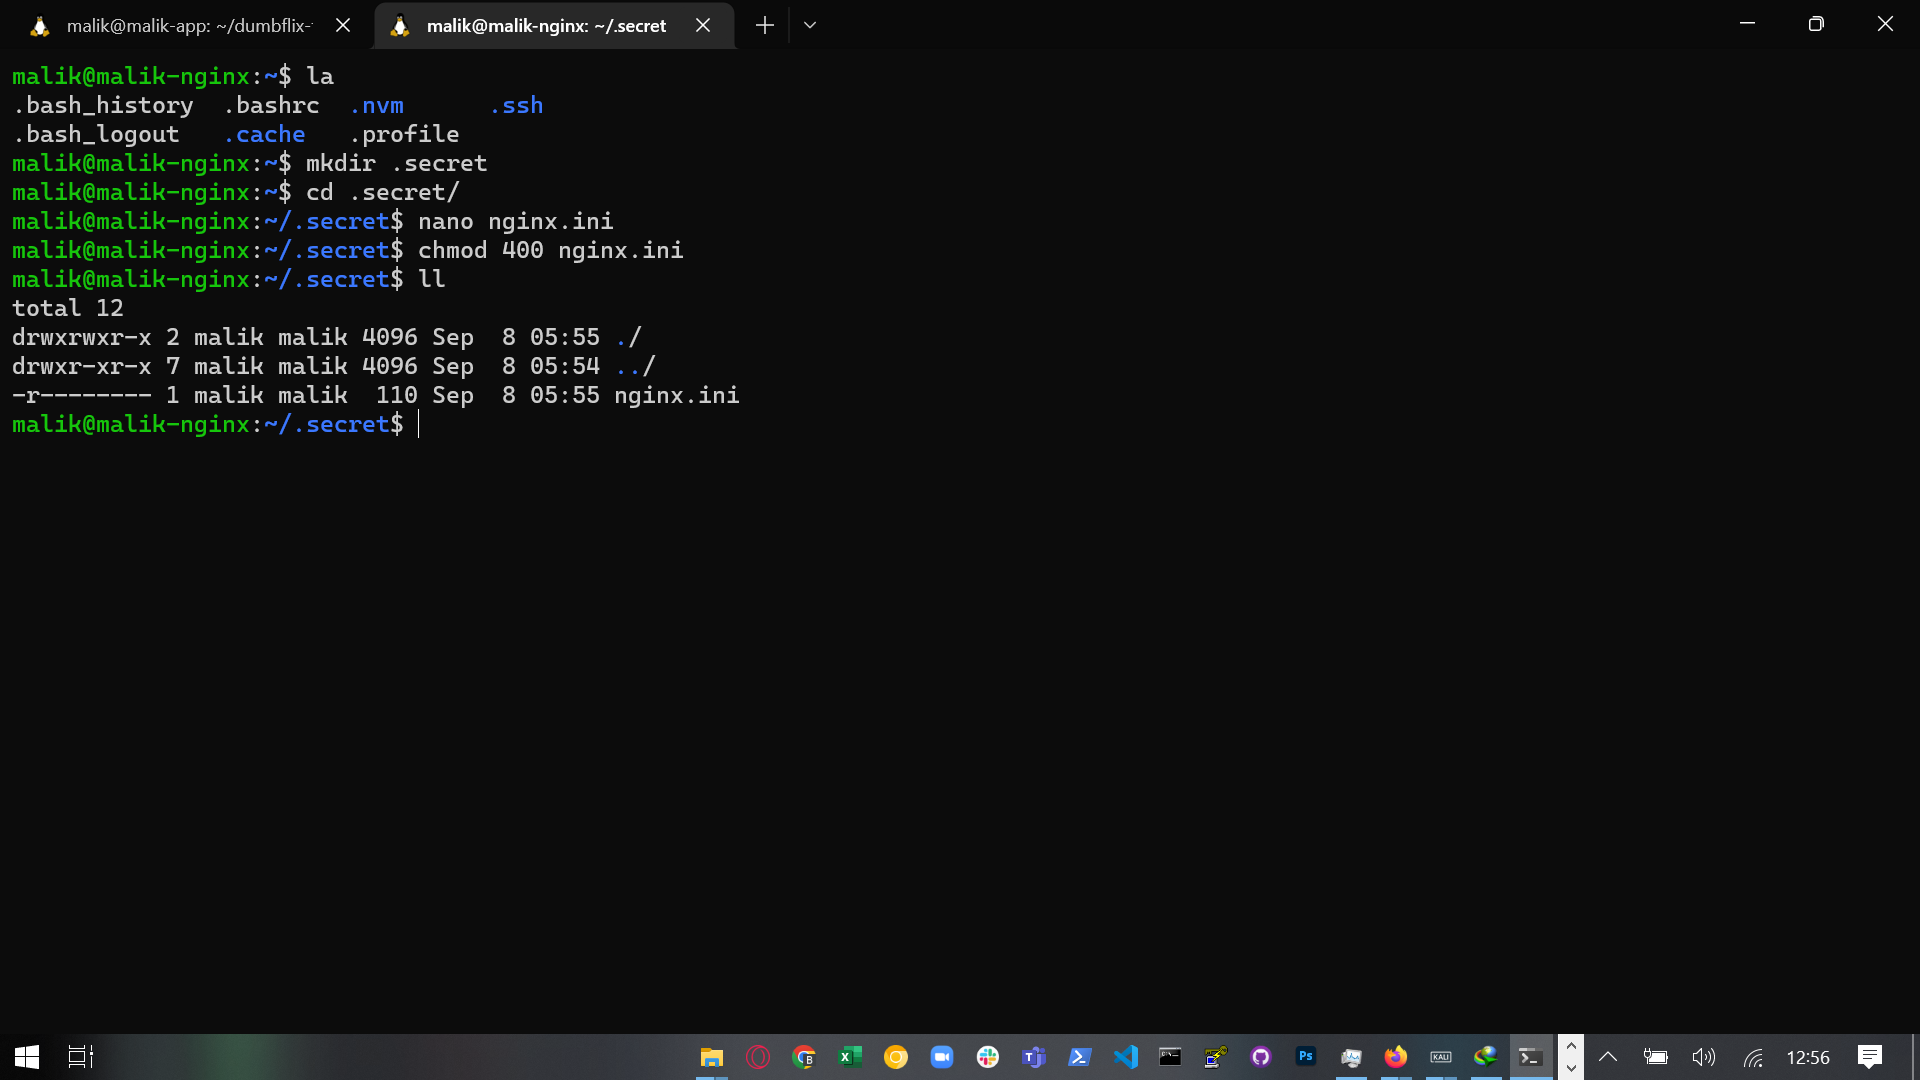 malik@malik-app: ~/dumbflix-
malik@malik-nginx: ~/.secret
malik@malik-nginx:~$ la
.bash_history  .bashrc  .nvm      .ssh
.bash_logout   .cache   .profile
malik@malik-nginx:~$ mkdir .secret
malik@malik-nginx:~$ cd .secret/
malik@malik-nginx:~/.secret$ nano nginx.ini
malik@malik-nginx:~/.secret$ chmod 400 nginx.ini
malik@malik-nginx:~/.secret$ ll
total 12
drwxrwxr-x 2 malik malik 4096 Sep  8 05:55 ./
drwxr-xr-x 7 malik malik 4096 Sep  8 05:54 ../
-r-------- 1 malik malik  110 Sep  8 05:55 nginx.ini
malik@malik-nginx:~/.secret$
Ps
KALI
12:56